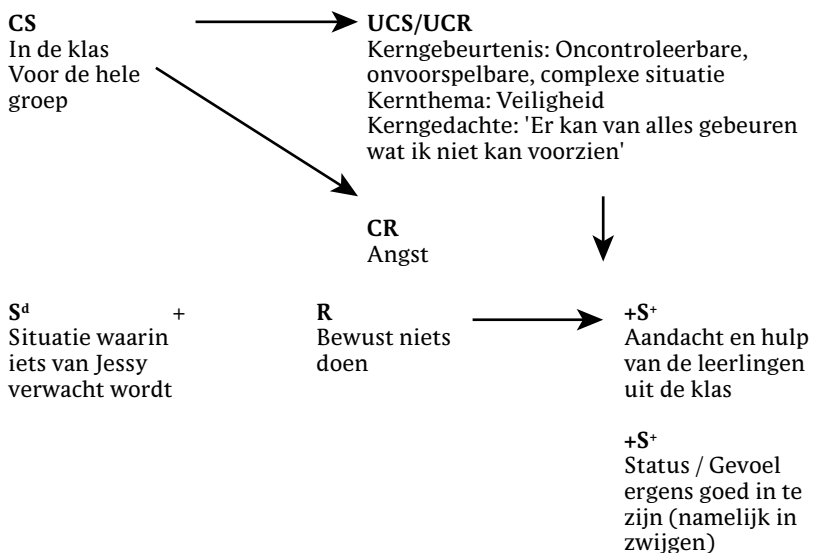 CS
In de klas
Voor de hele
groep
UCS/UCR
Kerngebeurtenis: Oncontroleerbare,
onvoorspelbare, complexe situatie
Kernthema: Veiligheid
Kerngedachte: 'Er kan van alles gebeuren
wat ik niet kan voorzien'
CR
Angst
Sᵈ +
Situatie waarin
iets van Jessy
verwacht wordt
R
Bewust niets
doen
+S⁺
Aandacht en hulp
van de leerlingen
uit de klas
+S⁺
Status / Gevoel
ergens goed in te
zijn (namelijk in
zwijgen)